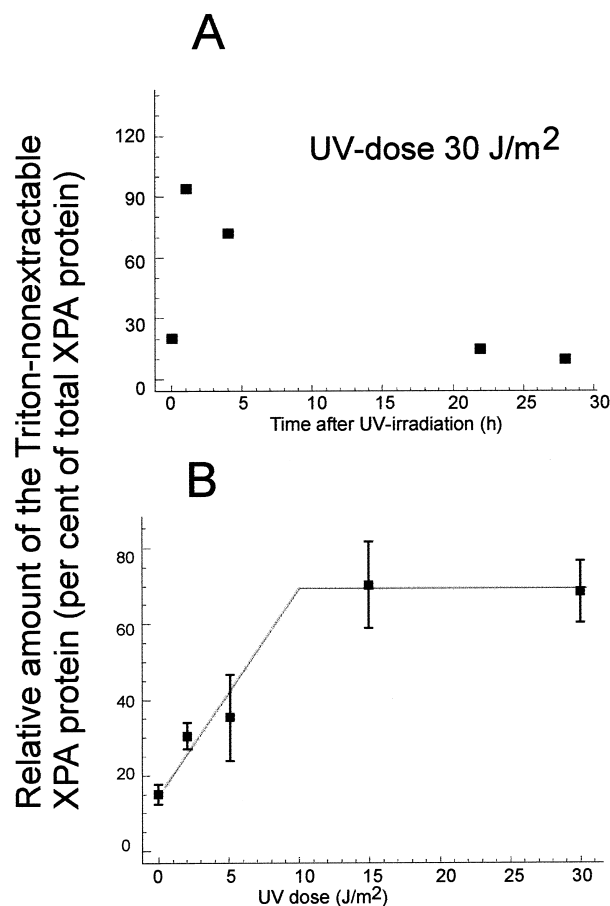 A
Relative amount of the Triton-nonextractable
XPA protein (per cent of total XPA protein)
UV-dose 30 J/m2
120
90
60
30
0
0 5 10 15 20 25 30
Time after UV-irradiation (h)
B
80
60
40
20
0
0 5 10 15 20 25 30
UV dose (J/m2)